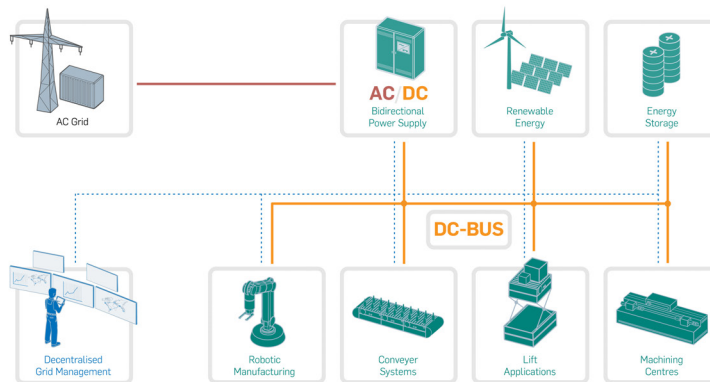 AC Grid
AC/DC
Bidirectional
Power Supply
Renewable
Energy
Energy
Storage
DC-BUS
Decentralised
Grid Management
Robotic
Manufacturing
Conveyer
Systems
Lift
Applications
Machining
Centres